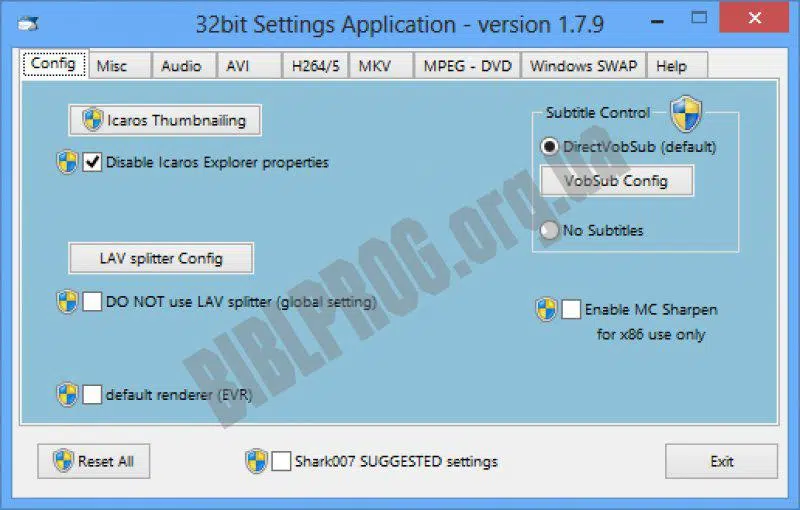 32bit Settings Application - version 1.7.9
Config Misc Audio AVI H264/5 MKV MPEG - DVD Windows SWAP Help
Icaros Thumbnailing
Disable Icaros Explorer properties
Subtitle Control
DirectVobSub (default)
VobSub Config
No Subtitles
LAV splitter Config
DO NOT use LAV splitter (global setting)
Enable MC Sharpen
for x86 use only
default renderer (EVR)
Reset All
Shark007 SUGGESTED settings
Exit
BIBLPROG.org.ua